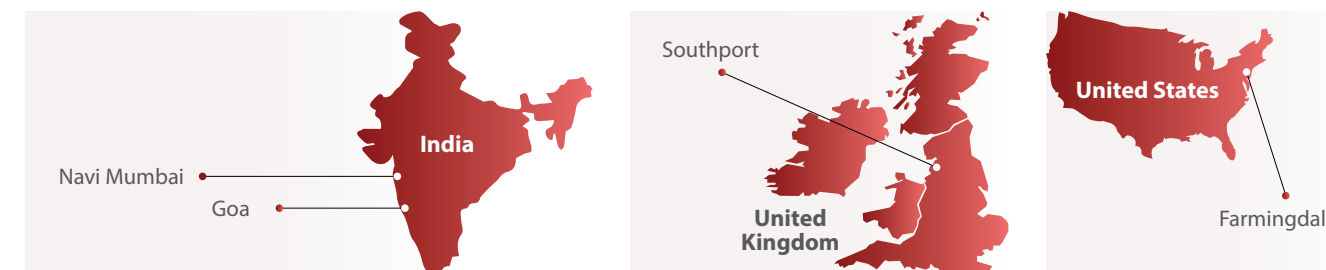 India
Navi Mumbai
Goa
Southport
United
Kingdom
United States
Farmingdal